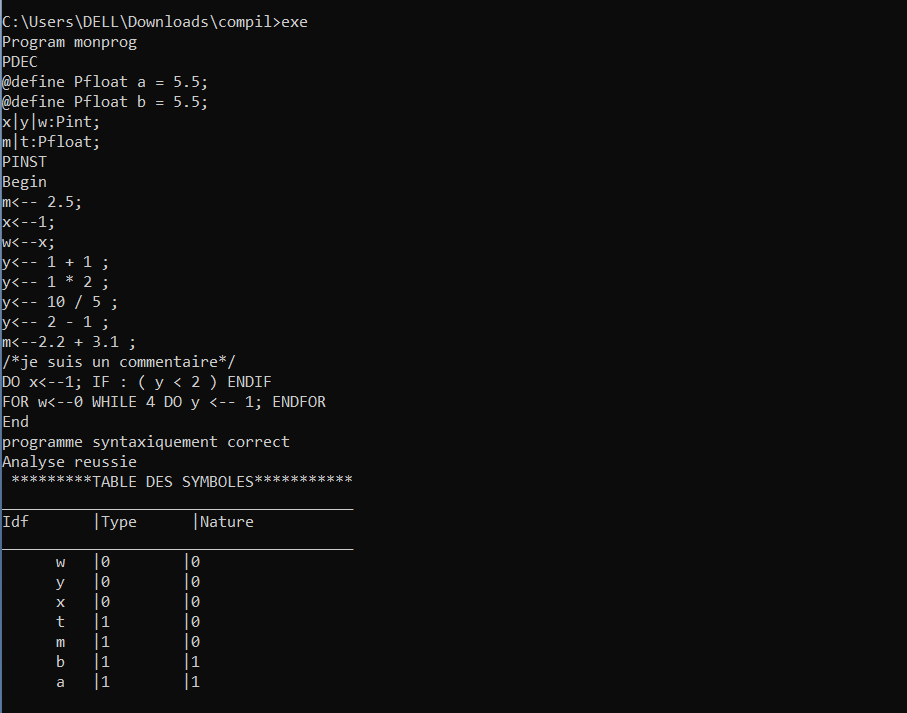 C:\Users\DELL\Downloads\compil>exe
Program monprog
PDEC
@define Pfloat a = 5.5;
@define Pfloat b = 5.5;
x|y|w:Pint;
m|t:Pfloat;
PINST
Begin
m<-- 2.5;
x<--1;
w<--x;
y<-- 1 + 1 ;
y<-- 1 * 2 ;
y<-- 10 / 5 ;
y<-- 2 - 1 ;
m<--2.2 + 3.1 ;
/*je suis un commentaire*/
DO x<--1; IF : ( y < 2 ) ENDIF
FOR w<--0 WHILE 4 DO y <-- 1; ENDFOR
End
programme syntaxiquement correct
Analyse reussie
*********TABLE DES SYMBOLES***********
_______________________________________
Idf |Type |Nature
_______________________________________
w |0 |0
y |0 |0
x |0 |0
t |1 |0
m |1 |0
b |1 |1
a |1 |1